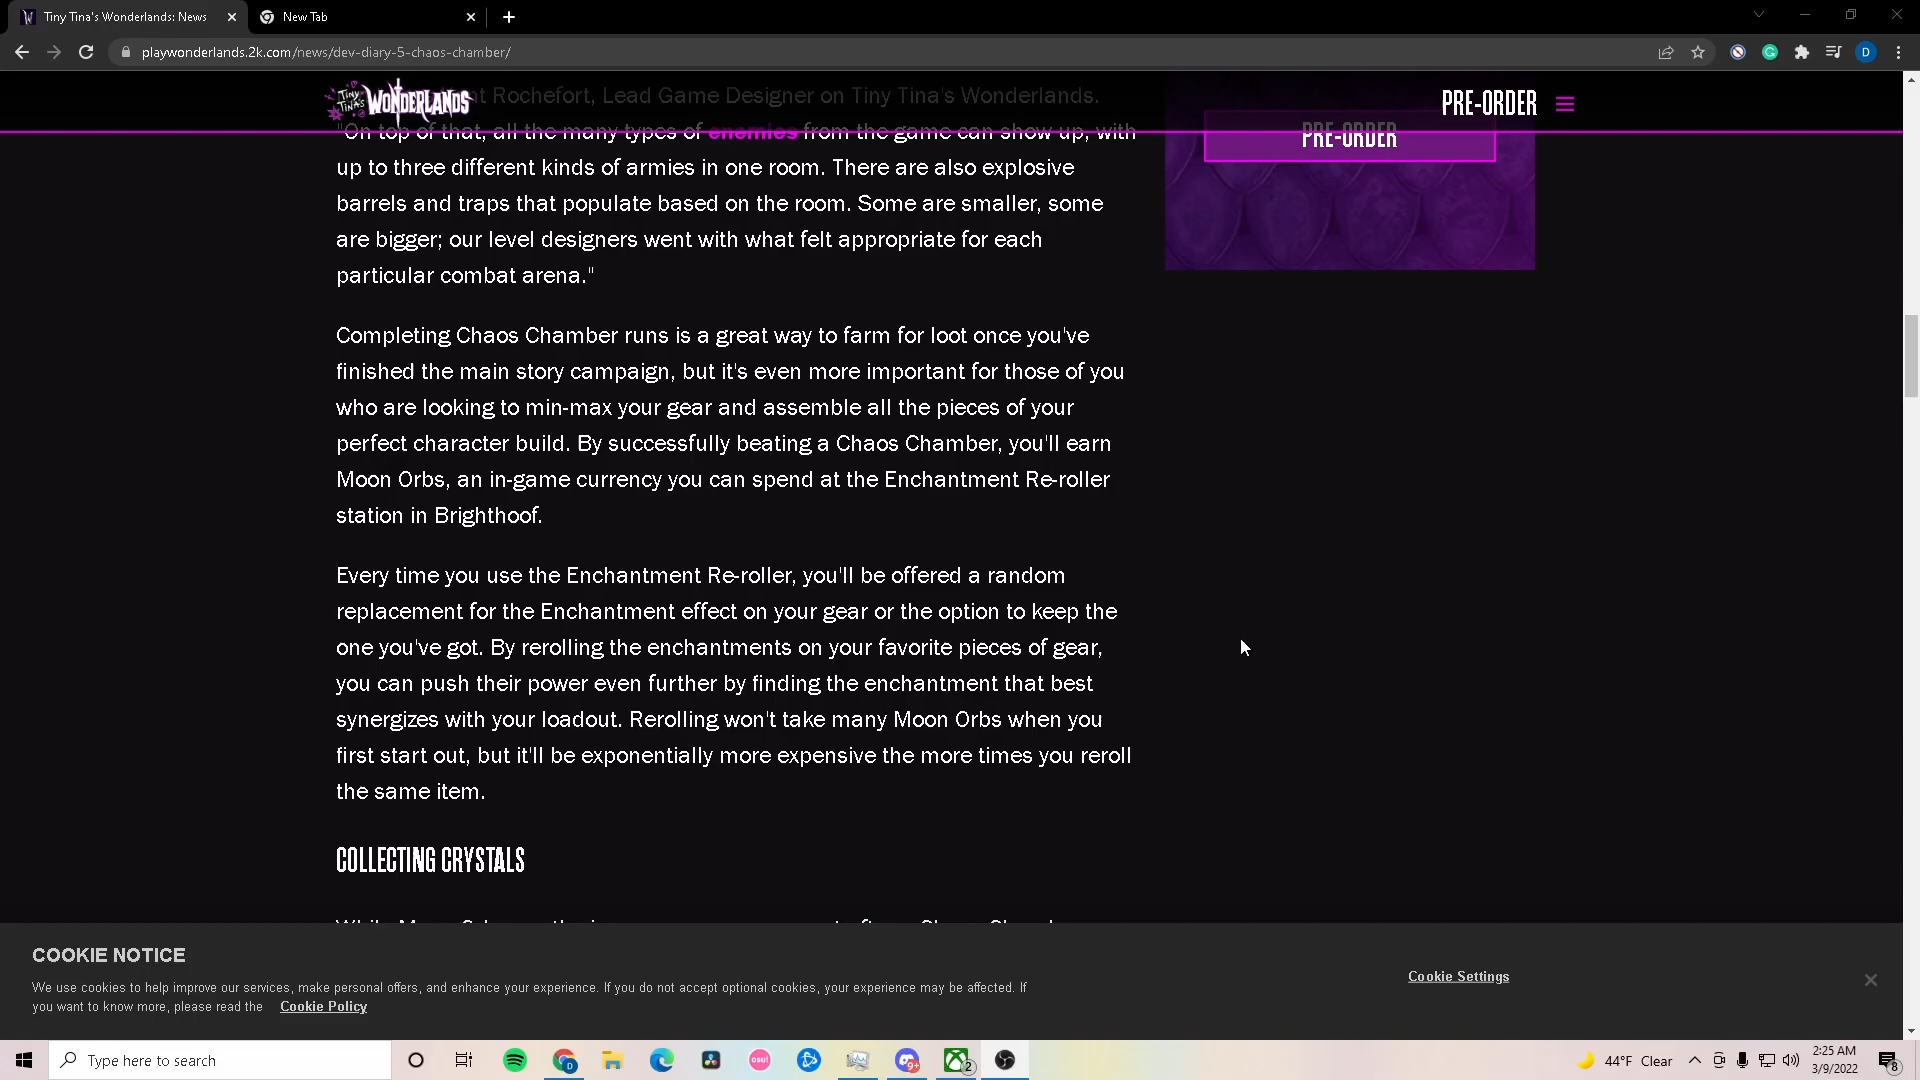 Tiny Tina's Wonderlands: News
New Tab
playwonderlands.2k.com/news/dev-diary-5-chaos-chamber/
D
TINY TINA'S WONDERLANDS
PRE-ORDER
nt Rochefort, Lead Game Designer on Tiny Tina's Wonderlands.
"On top of that, all the many types of enemies from the game can show up, with
up to three different kinds of armies in one room. There are also explosive
barrels and traps that populate based on the room. Some are smaller, some
are bigger; our level designers went with what felt appropriate for each
particular combat arena."
PRE-ORDER
Completing Chaos Chamber runs is a great way to farm for loot once you've
finished the main story campaign, but it's even more important for those of you
who are looking to min-max your gear and assemble all the pieces of your
perfect character build. By successfully beating a Chaos Chamber, you'll earn
Moon Orbs, an in-game currency you can spend at the Enchantment Re-roller
station in Brighthoof.
Every time you use the Enchantment Re-roller, you'll be offered a random
replacement for the Enchantment effect on your gear or the option to keep the
one you've got. By rerolling the enchantments on your favorite pieces of gear,
you can push their power even further by finding the enchantment that best
synergizes with your loadout. Rerolling won't take many Moon Orbs when you
first start out, but it'll be exponentially more expensive the more times you reroll
the same item.
COLLECTING CRYSTALS
COOKIE NOTICE
We use cookies to help improve our services, make personal offers, and enhance your experience. If you do not accept optional cookies, your experience may be affected. If
you want to know more, please read the Cookie Policy
Cookie Settings
Type here to search
D
osu!
9+
2
44°F Clear
2:25 AM
3/9/2022
8